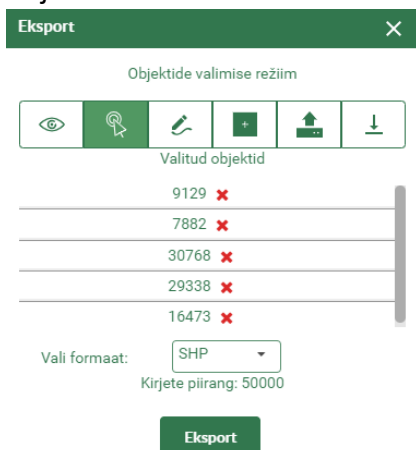 Eksport
Objektide valimise režiim
Valitud objektid
9129
7882
30768
29338
16473
Vali formaat: SHP
Kirjete piirang: 50000
Eksport